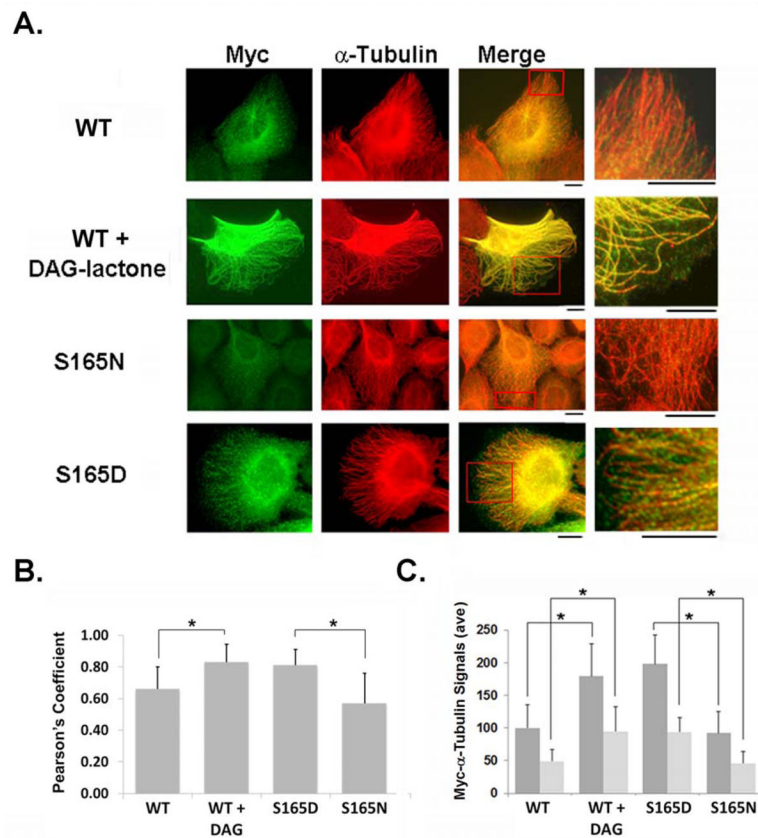 A.
Myc α-Tubulin Merge
WT
WT +
DAG-lactone
S165N
S165D
B.
Pearson's Coefficient
1.00
0.80
0.60
0.40
0.20
0.00
*
*
WT WT + S165D S165N
DAG
C.
Myc-α-Tubulin Signals (ave)
250
200
150
100
50
0
*
*
*
*
WT WT + S165D S165N
DAG